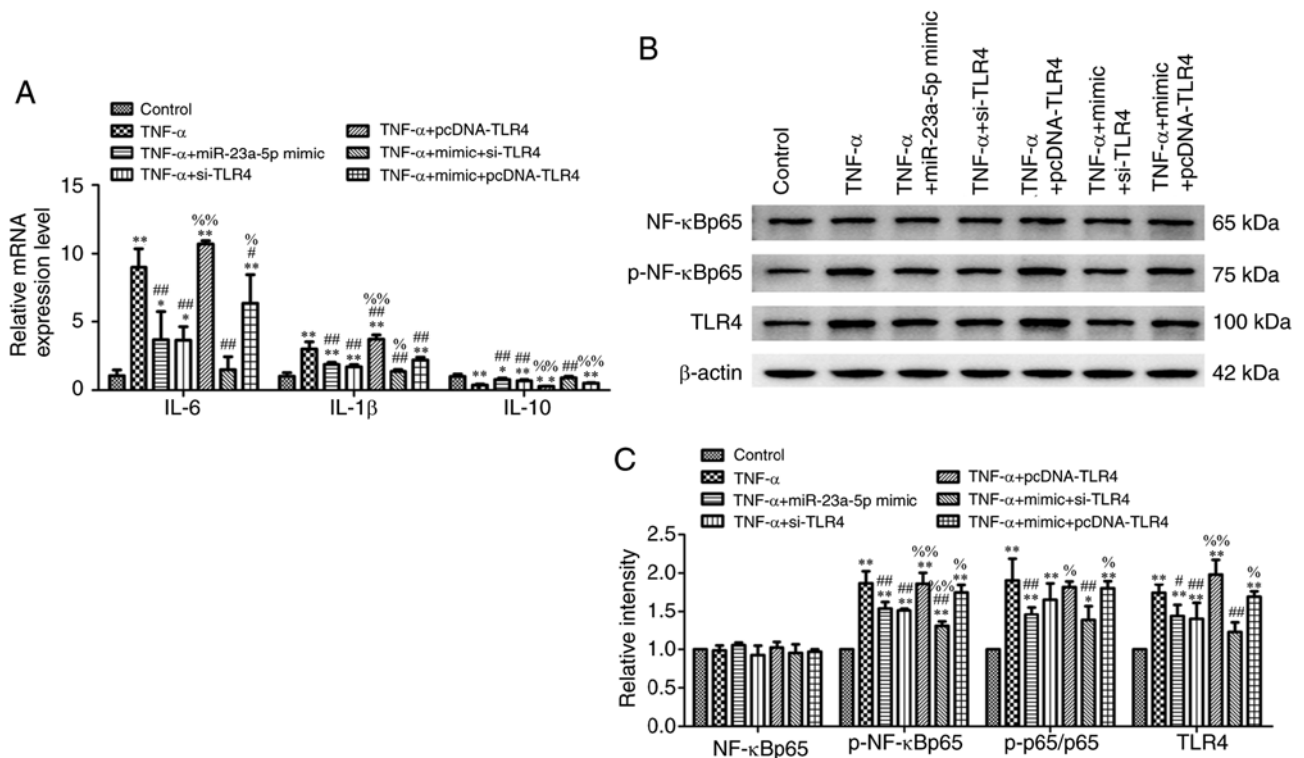 A
Control
TNF-α
TNF-α+miR-23a-5p mimic
TNF-α+si-TLR4
TNF-α+pcDNA-TLR4
TNF-α+mimic+si-TLR4
TNF-α+mimic+pcDNA-TLR4
Relative mRNA
expression level
15
10
5
0
**
##
*
##
*
%%
**
##
%
#
**
**
##
**
##
**
%%
##
**
%
##
##
**
**
##
*
##
**
%%
**
##
%%
**
IL-6
IL-1β
IL-10
B
Control
TNF-α
TNF-α
+miR-23a-5p mimic
TNF-α+si-TLR4
TNF-α
+pcDNA-TLR4
TNF-α+mimic
+si-TLR4
TNF-α+mimic
+pcDNA-TLR4
NF-κBp65
65 kDa
p-NF-κBp65
75 kDa
TLR4
100 kDa
β-actin
42 kDa
C
Control
TNF-α
TNF-α+miR-23a-5p mimic
TNF-α+si-TLR4
TNF-α+pcDNA-TLR4
TNF-α+mimic+si-TLR4
TNF-α+mimic+pcDNA-TLR4
Relative intensity
2.5
2.0
1.5
1.0
0.5
0.0
**
##
**
##
**
%%
**
%%
##
**
%
**
**
##
**
**
%
##
*
%
**
**
#
**
##
**
%%
**
##
%
**
NF-κBp65
p-NF-κBp65
p-p65/p65
TLR4